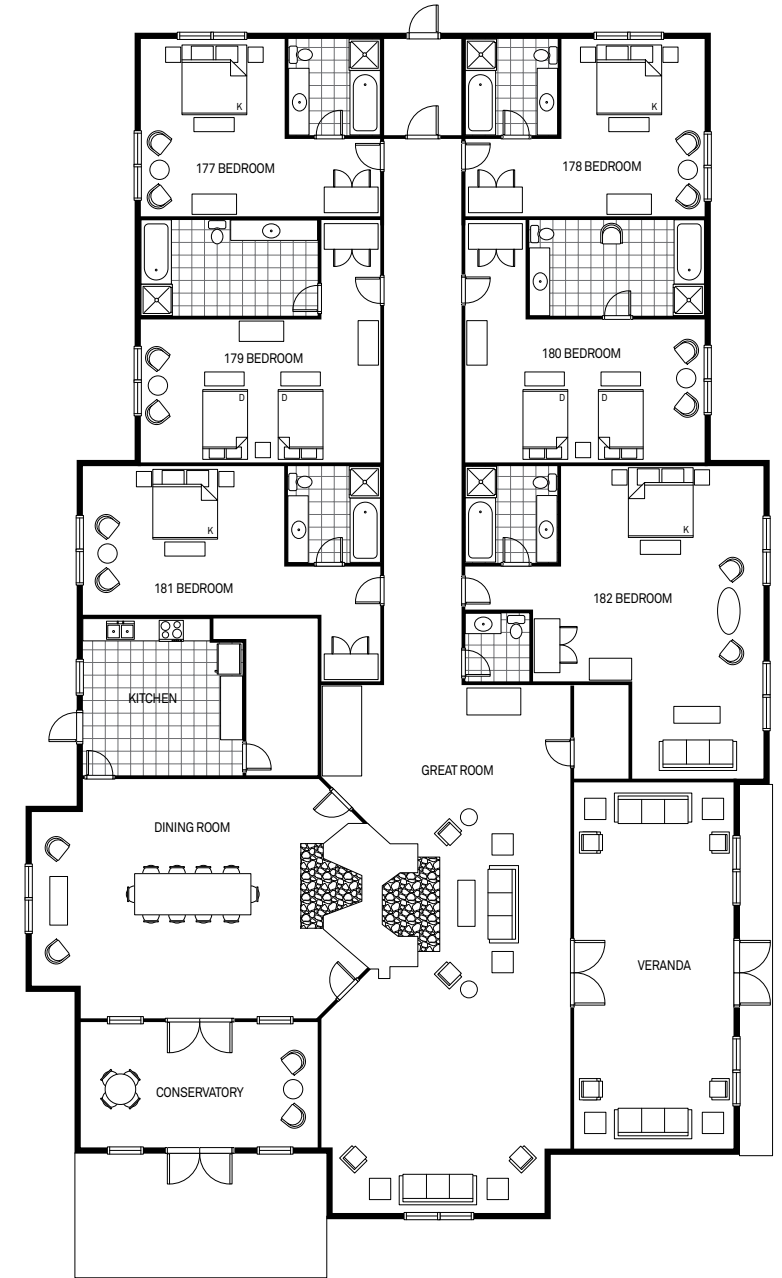 K
K
177 BEDROOM
178 BEDROOM
179 BEDROOM
180 BEDROOM
D
D
D
D
K
K
181 BEDROOM
182 BEDROOM
KITCHEN
GREAT ROOM
DINING ROOM
VERANDA
CONSERVATORY